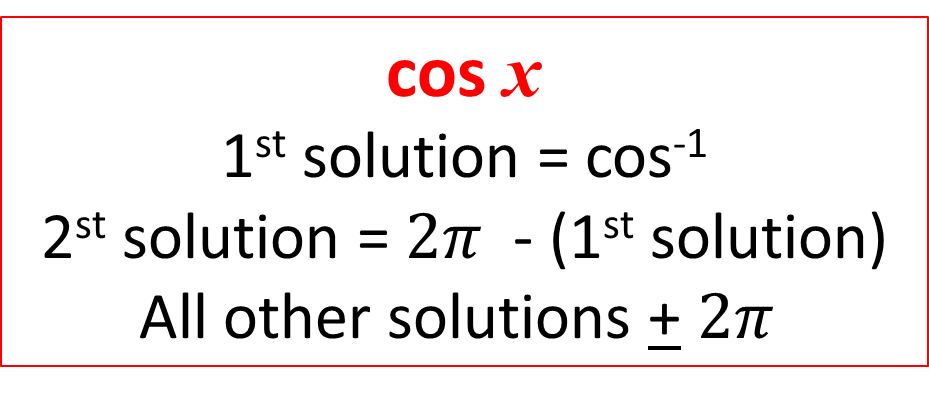 cos x
1st solution = cos-1
2st solution = 2π - (1st solution)
All other solutions ± 2π